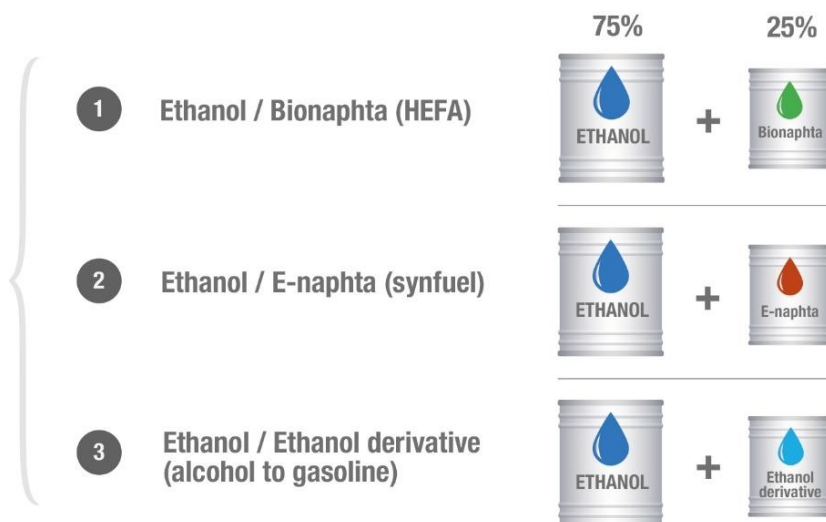 75% 25%
1 Ethanol / Bionaphta (HEFA)
ETHANOL + Bionaphta
2 Ethanol / E-naphta (synfuel)
ETHANOL + E-naphta
3 Ethanol / Ethanol derivative
(alcohol to gasoline)
ETHANOL + Ethanol
derivative